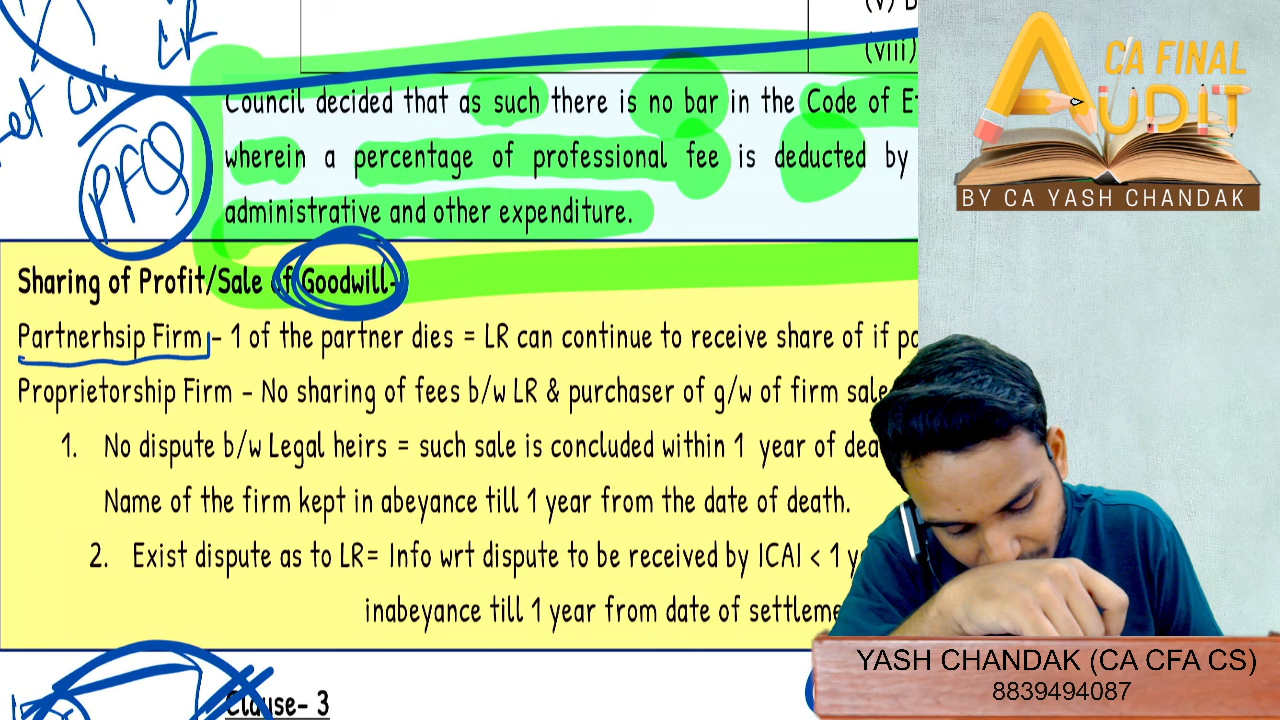 (viii)
LR
Council decided that as such there is no bar in the Code of
wherein a percentage of professional fee is deducted by
administrative and other expenditure.
PFQ
Sharing of Profit/Sale of Goodwill-
Partnerhsip Firm - 1 of the partner dies = LR can continue to receive share of if
Proprietorship Firm - No sharing of fees b/w LR & purchaser of g/w of firm sale
1. No dispute b/w Legal heirs = such sale is concluded within 1 year of
Name of the firm kept in abeyance till 1 year from the date of death.
2. Exist dispute as to LR= Info wrt dispute to be received by ICAI < 1
inabeyance till 1 year from date of
Clause- 3
CA FINAL
AUDIT
BY CA YASH CHANDAK
YASH CHANDAK (CA CFA CS)
8839494087